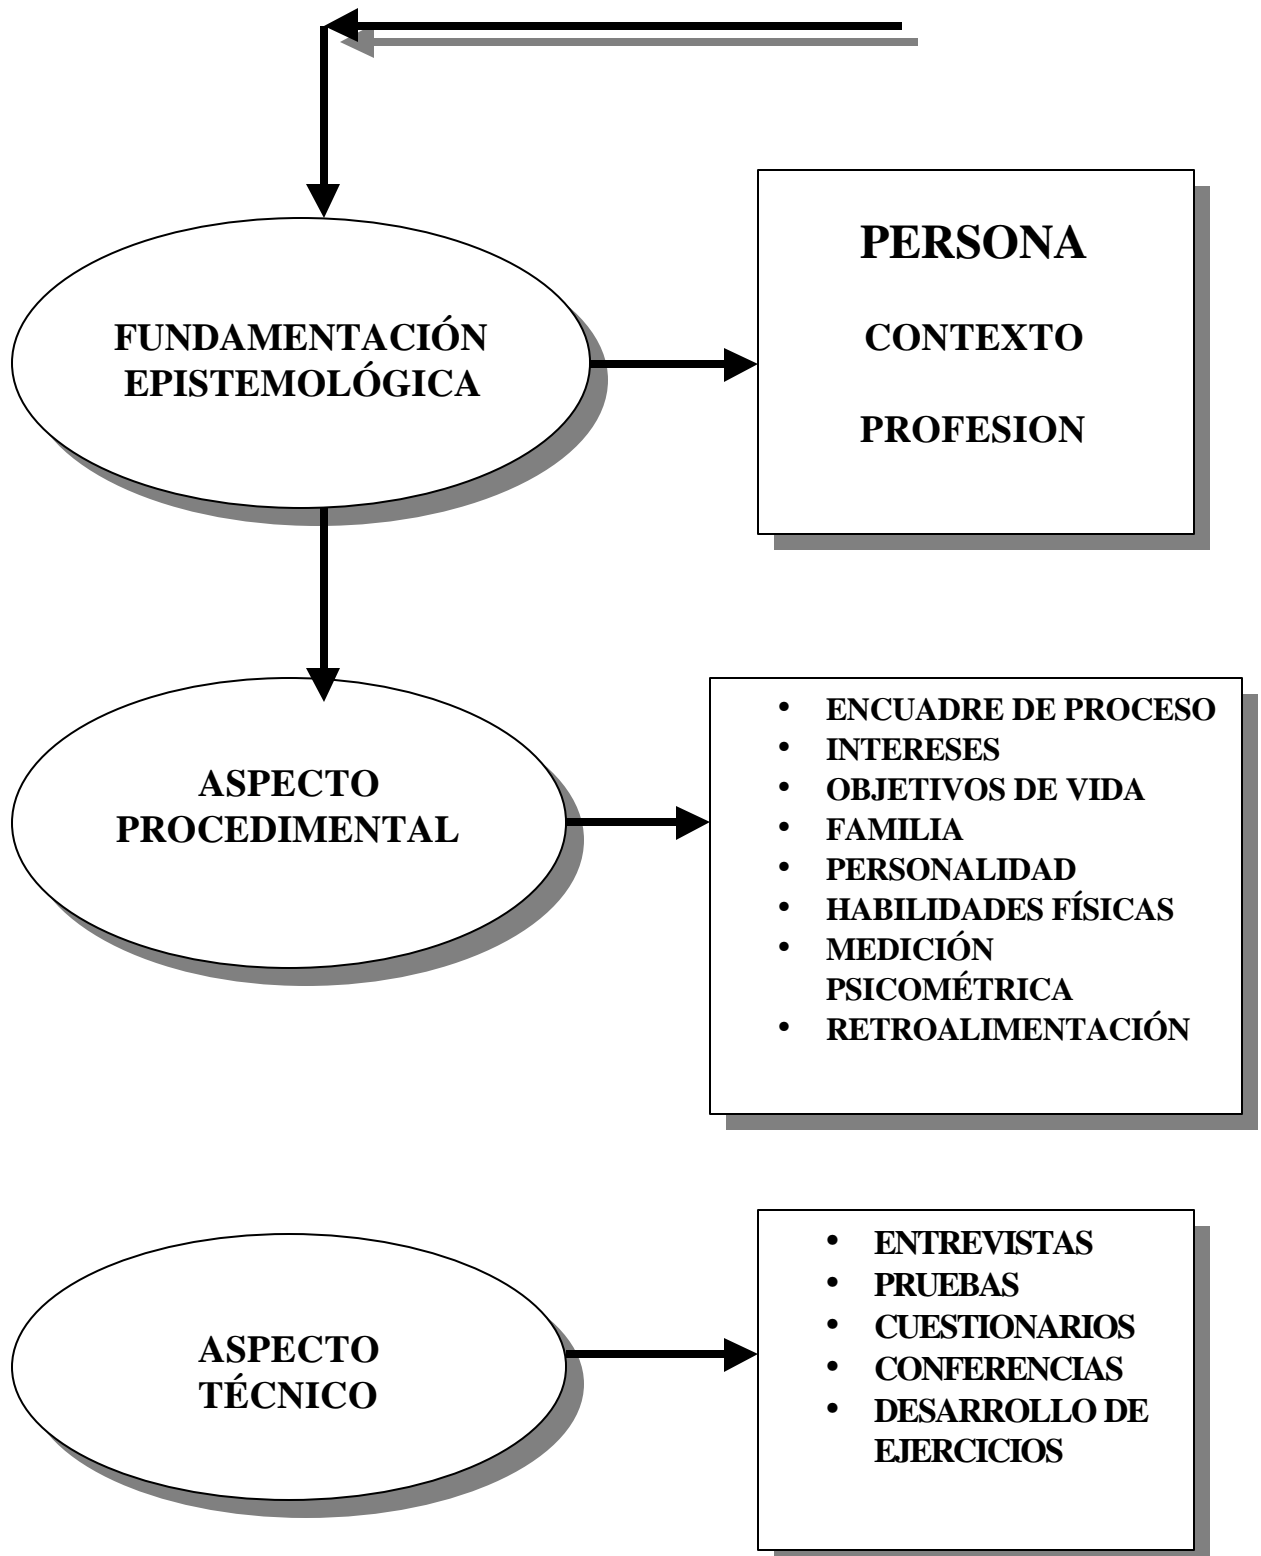 FUNDAMENTACIÓN
EPISTEMOLÓGICA
PERSONA
CONTEXTO
PROFESION
ASPECTO
PROCEDIMENTAL
• ENCUADRE DE PROCESO
• INTERESES
• OBJETIVOS DE VIDA
• FAMILIA
• PERSONALIDAD
• HABILIDADES FÍSICAS
• MEDICIÓN
PSICOMÉTRICA
• RETROALIMENTACIÓN
ASPECTO
TÉCNICO
• ENTREVISTAS
• PRUEBAS
• CUESTIONARIOS
• CONFERENCIAS
• DESARROLLO DE
EJERCICIOS